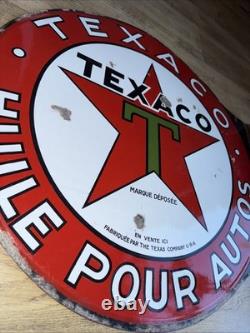 TEXACO
TEXACO
T
MARQUE DÉPOSÉE
EN VENTE ICI
FABRIQUÉE PAR THE TEXAS COMPANY U.S.A.
HUILE POUR AUTOS